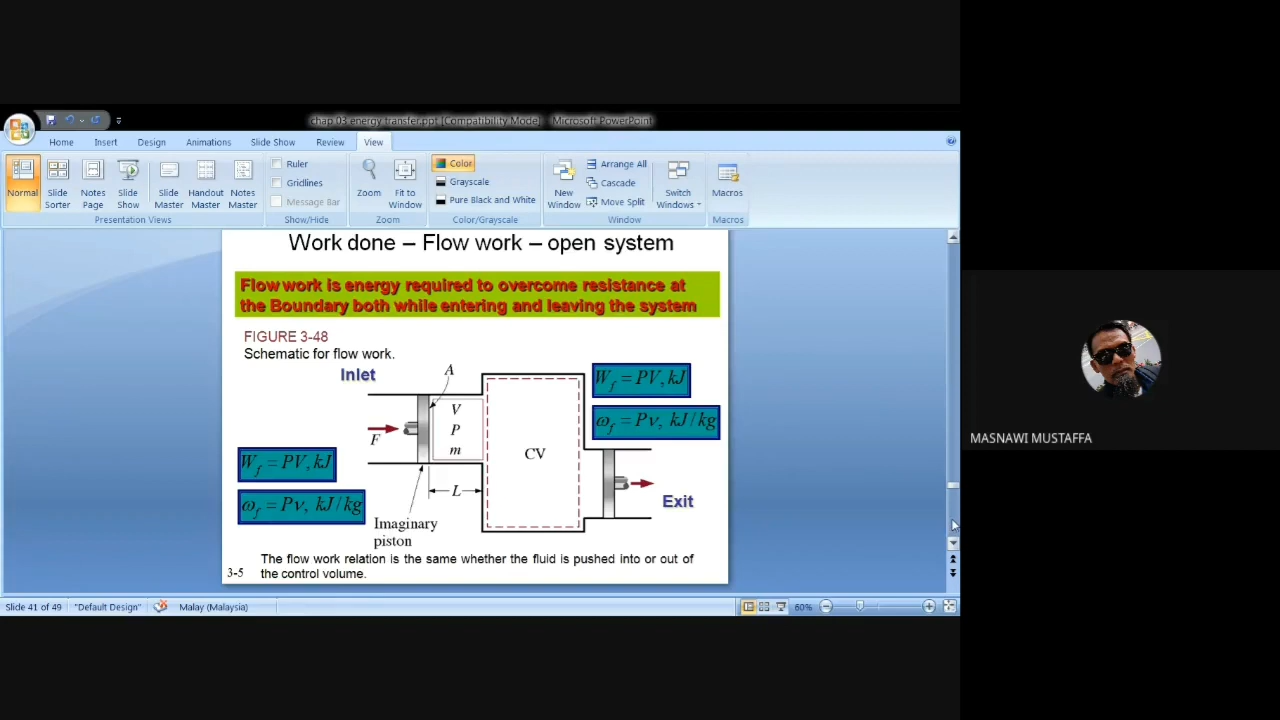 chap 03 energy transfer.ppt [Compatibility Mode] - Microsoft PowerPoint
Home Insert Design Animations Slide Show Review View
Normal
Slide Sorter
Notes Page
Slide Show
Slide Master
Handout Master
Notes Master
Presentation Views
Ruler
Gridlines
Message Bar
Show/Hide
Zoom
Fit to Window
Zoom
Color
Grayscale
Pure Black and White
Color/Grayscale
New Window
Arrange All
Cascade
Move Split
Switch Windows
Window
Macros
Macros
Work done – Flow work – open system
Flow work is energy required to overcome resistance at
the Boundary both while entering and leaving the system
FIGURE 3-48
Schematic for flow work.
Inlet
A
W_f = PV, kJ
ω_f = Pν, kJ/kg
V
P
m
F
CV
W_f = PV, kJ
ω_f = Pν, kJ/kg
L
Exit
Imaginary
piston
The flow work relation is the same whether the fluid is pushed into or out of
the control volume.
3-5
MASNAWI MUSTAFFA
Slide 41 of 49 "Default Design" Malay (Malaysia) 60%